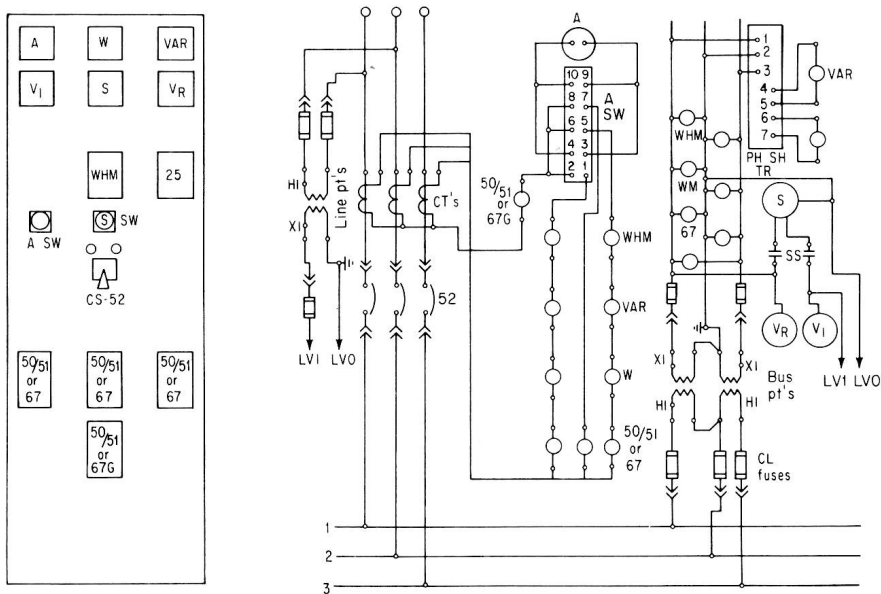 A W VAR
VI S VR
WHM 25
A SW
S SW
CS-52
50/51 or 67
50/51 or 67
50/51 or 67
50/51 or 67G
Line pt's
H1
X1
LV1 LV0
CT's
52
50/51 or 67G
A
10 9
8 7
6 5
4 3
2 1
A SW
WHM
VAR
W
50/51 or 67
1
2
3
4
5
6
7
PH SH TR
VAR
WHM
WM
67
S
SS
VR VI
X1 X1
H1 H1
Bus pt's
LV1 LV0
CL fuses
1
2
3